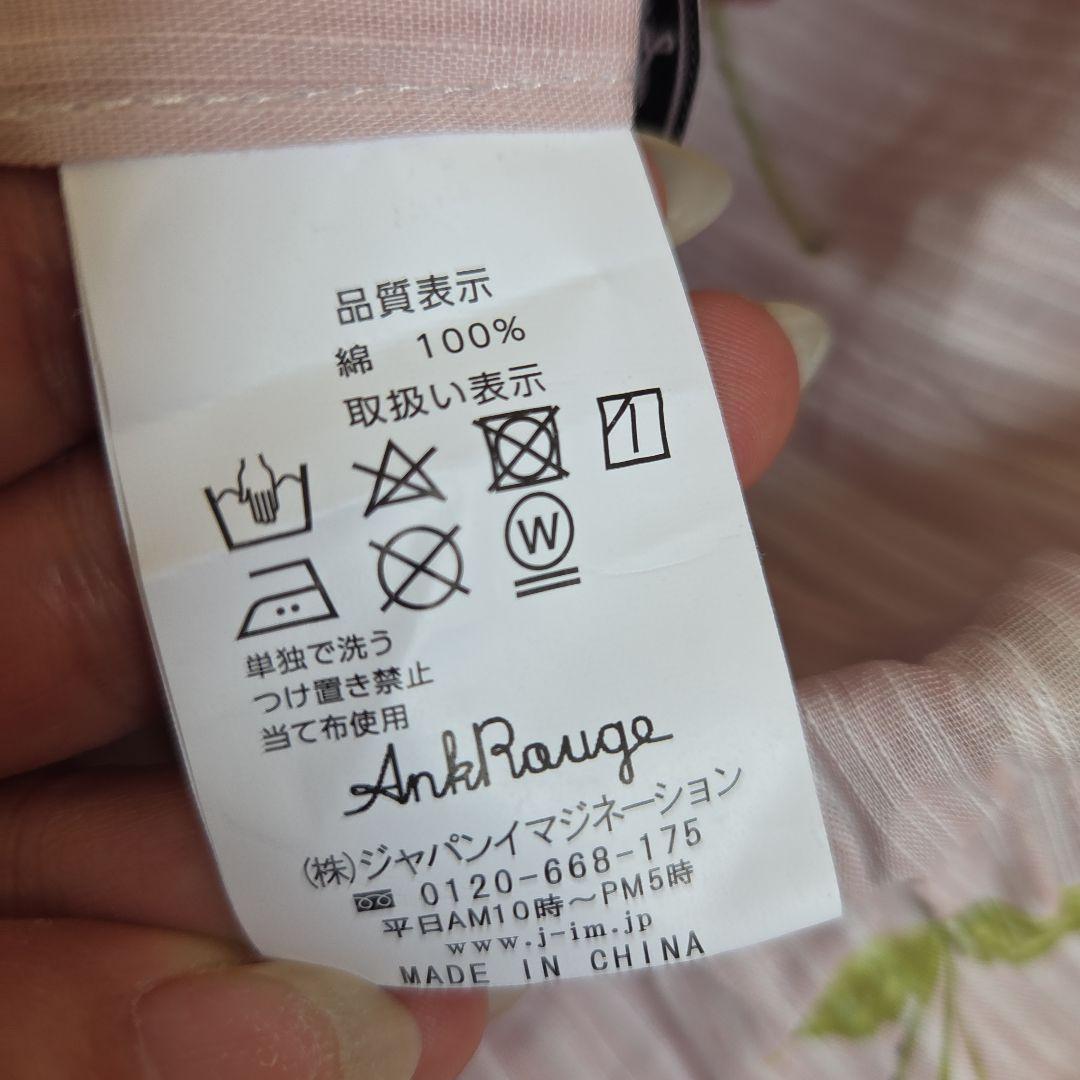 品質表示
綿 100%
取扱い表示
W
単独で洗う
つけ置き禁止
当て布使用
AnkRouge
(株)ジャパンイマジネーション
0120-668-175
平日AM10時～PM5時
www.j-im.jp
MADE IN CHINA